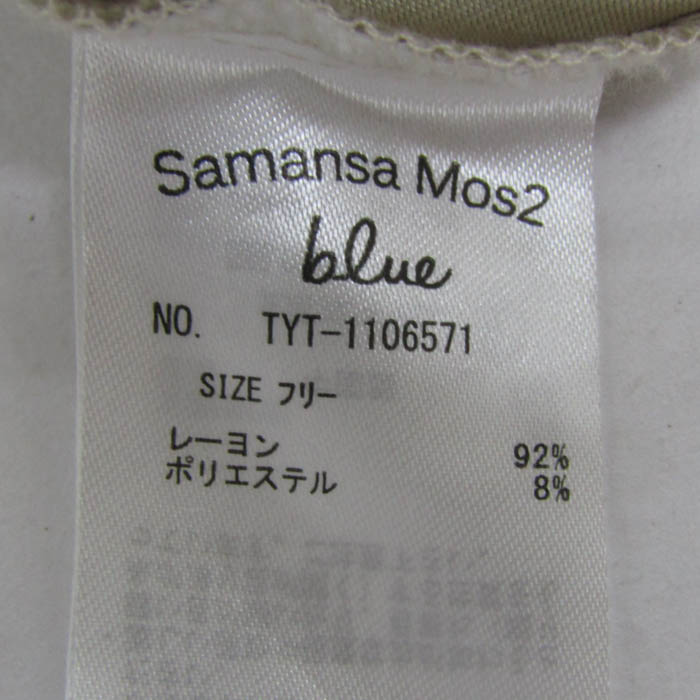 Samansa Mos2
blue
NO. TYT-1106571
SIZE フリー
レーヨン 92%
ポリエステル 8%